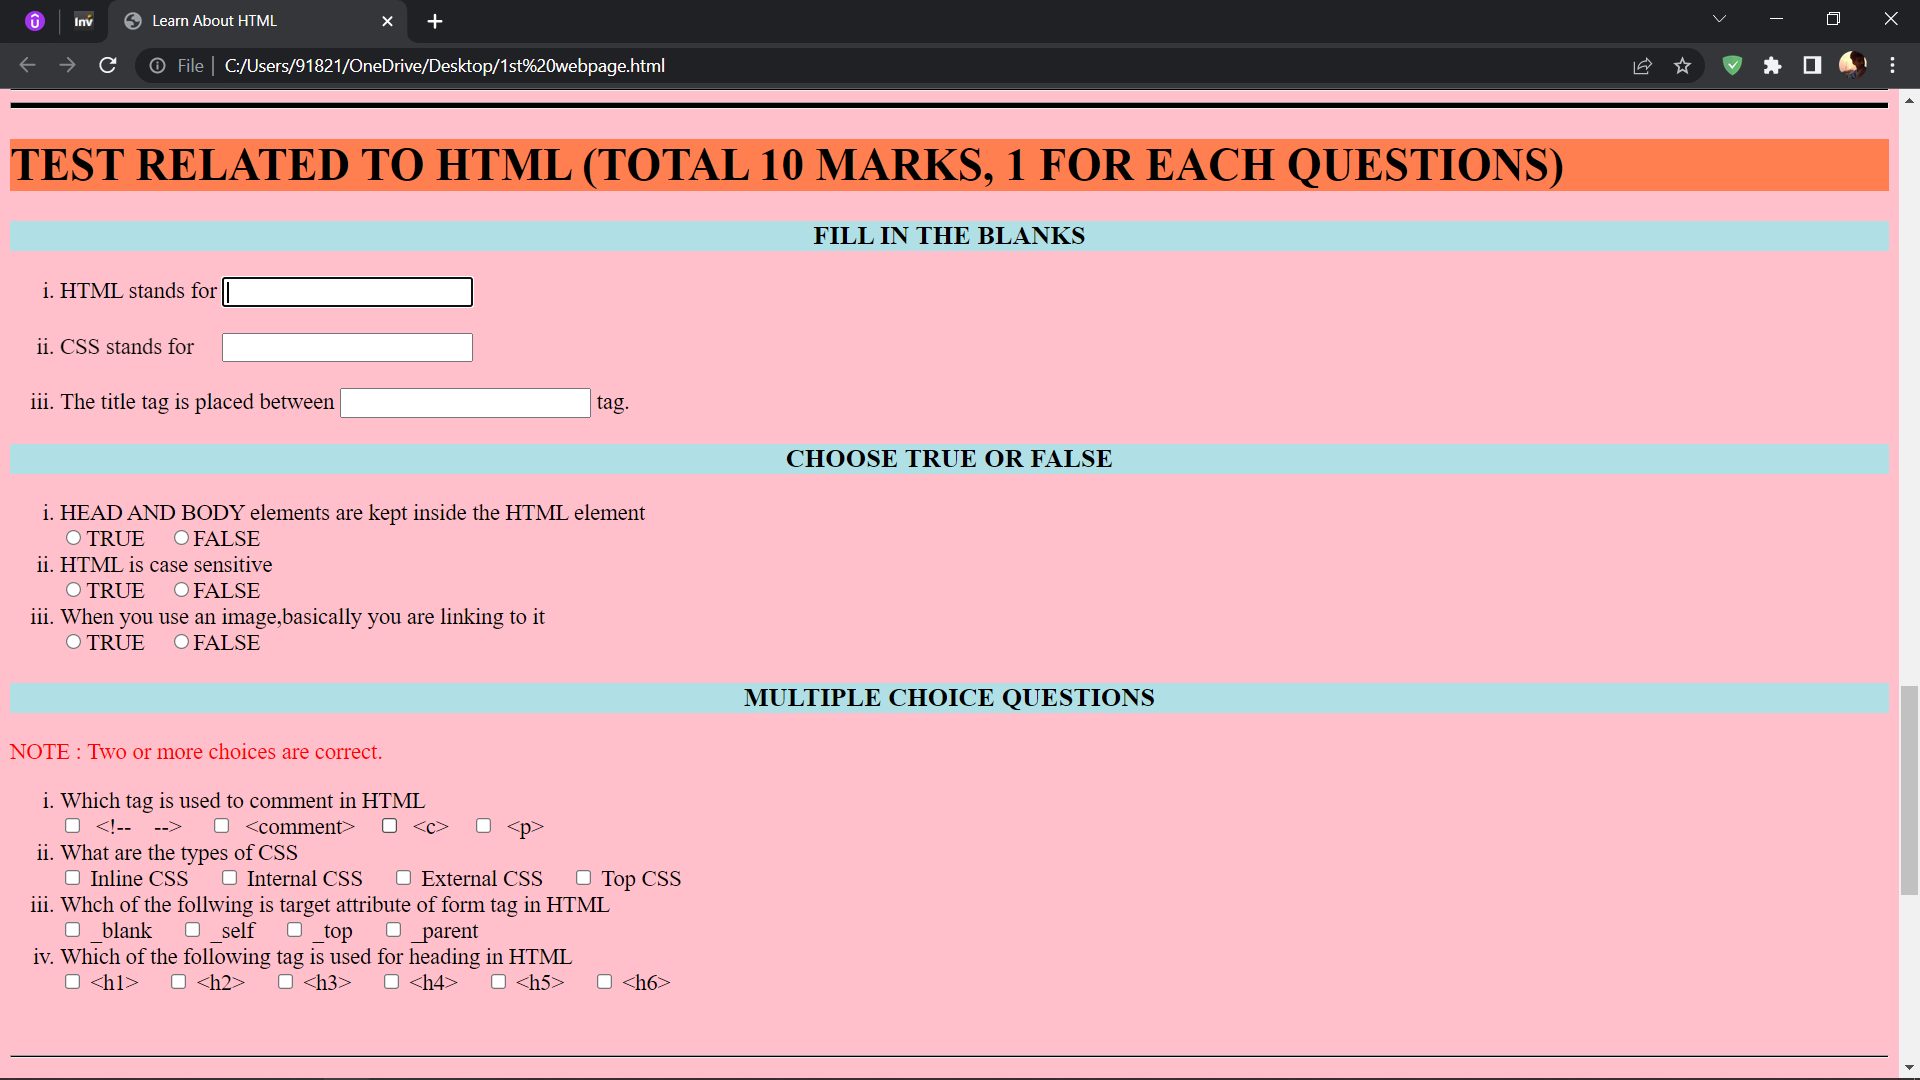 inv
Learn About HTML
File
C:/Users/91821/OneDrive/Desktop/1st%20webpage.html
TEST RELATED TO HTML (TOTAL 10 MARKS, 1 FOR EACH QUESTIONS)
FILL IN THE BLANKS
i. HTML stands for
ii. CSS stands for
iii. The title tag is placed between tag.
CHOOSE TRUE OR FALSE
i. HEAD AND BODY elements are kept inside the HTML element
TRUE FALSE
ii. HTML is case sensitive
TRUE FALSE
iii. When you use an image,basically you are linking to it
TRUE FALSE
MULTIPLE CHOICE QUESTIONS
NOTE : Two or more choices are correct.
i. Which tag is used to comment in HTML
<!-- --> <comment> <c> <p>
ii. What are the types of CSS
Inline CSS Internal CSS External CSS Top CSS
iii. Whch of the follwing is target attribute of form tag in HTML
_blank _self _top _parent
iv. Which of the following tag is used for heading in HTML
<h1> <h2> <h3> <h4> <h5> <h6>